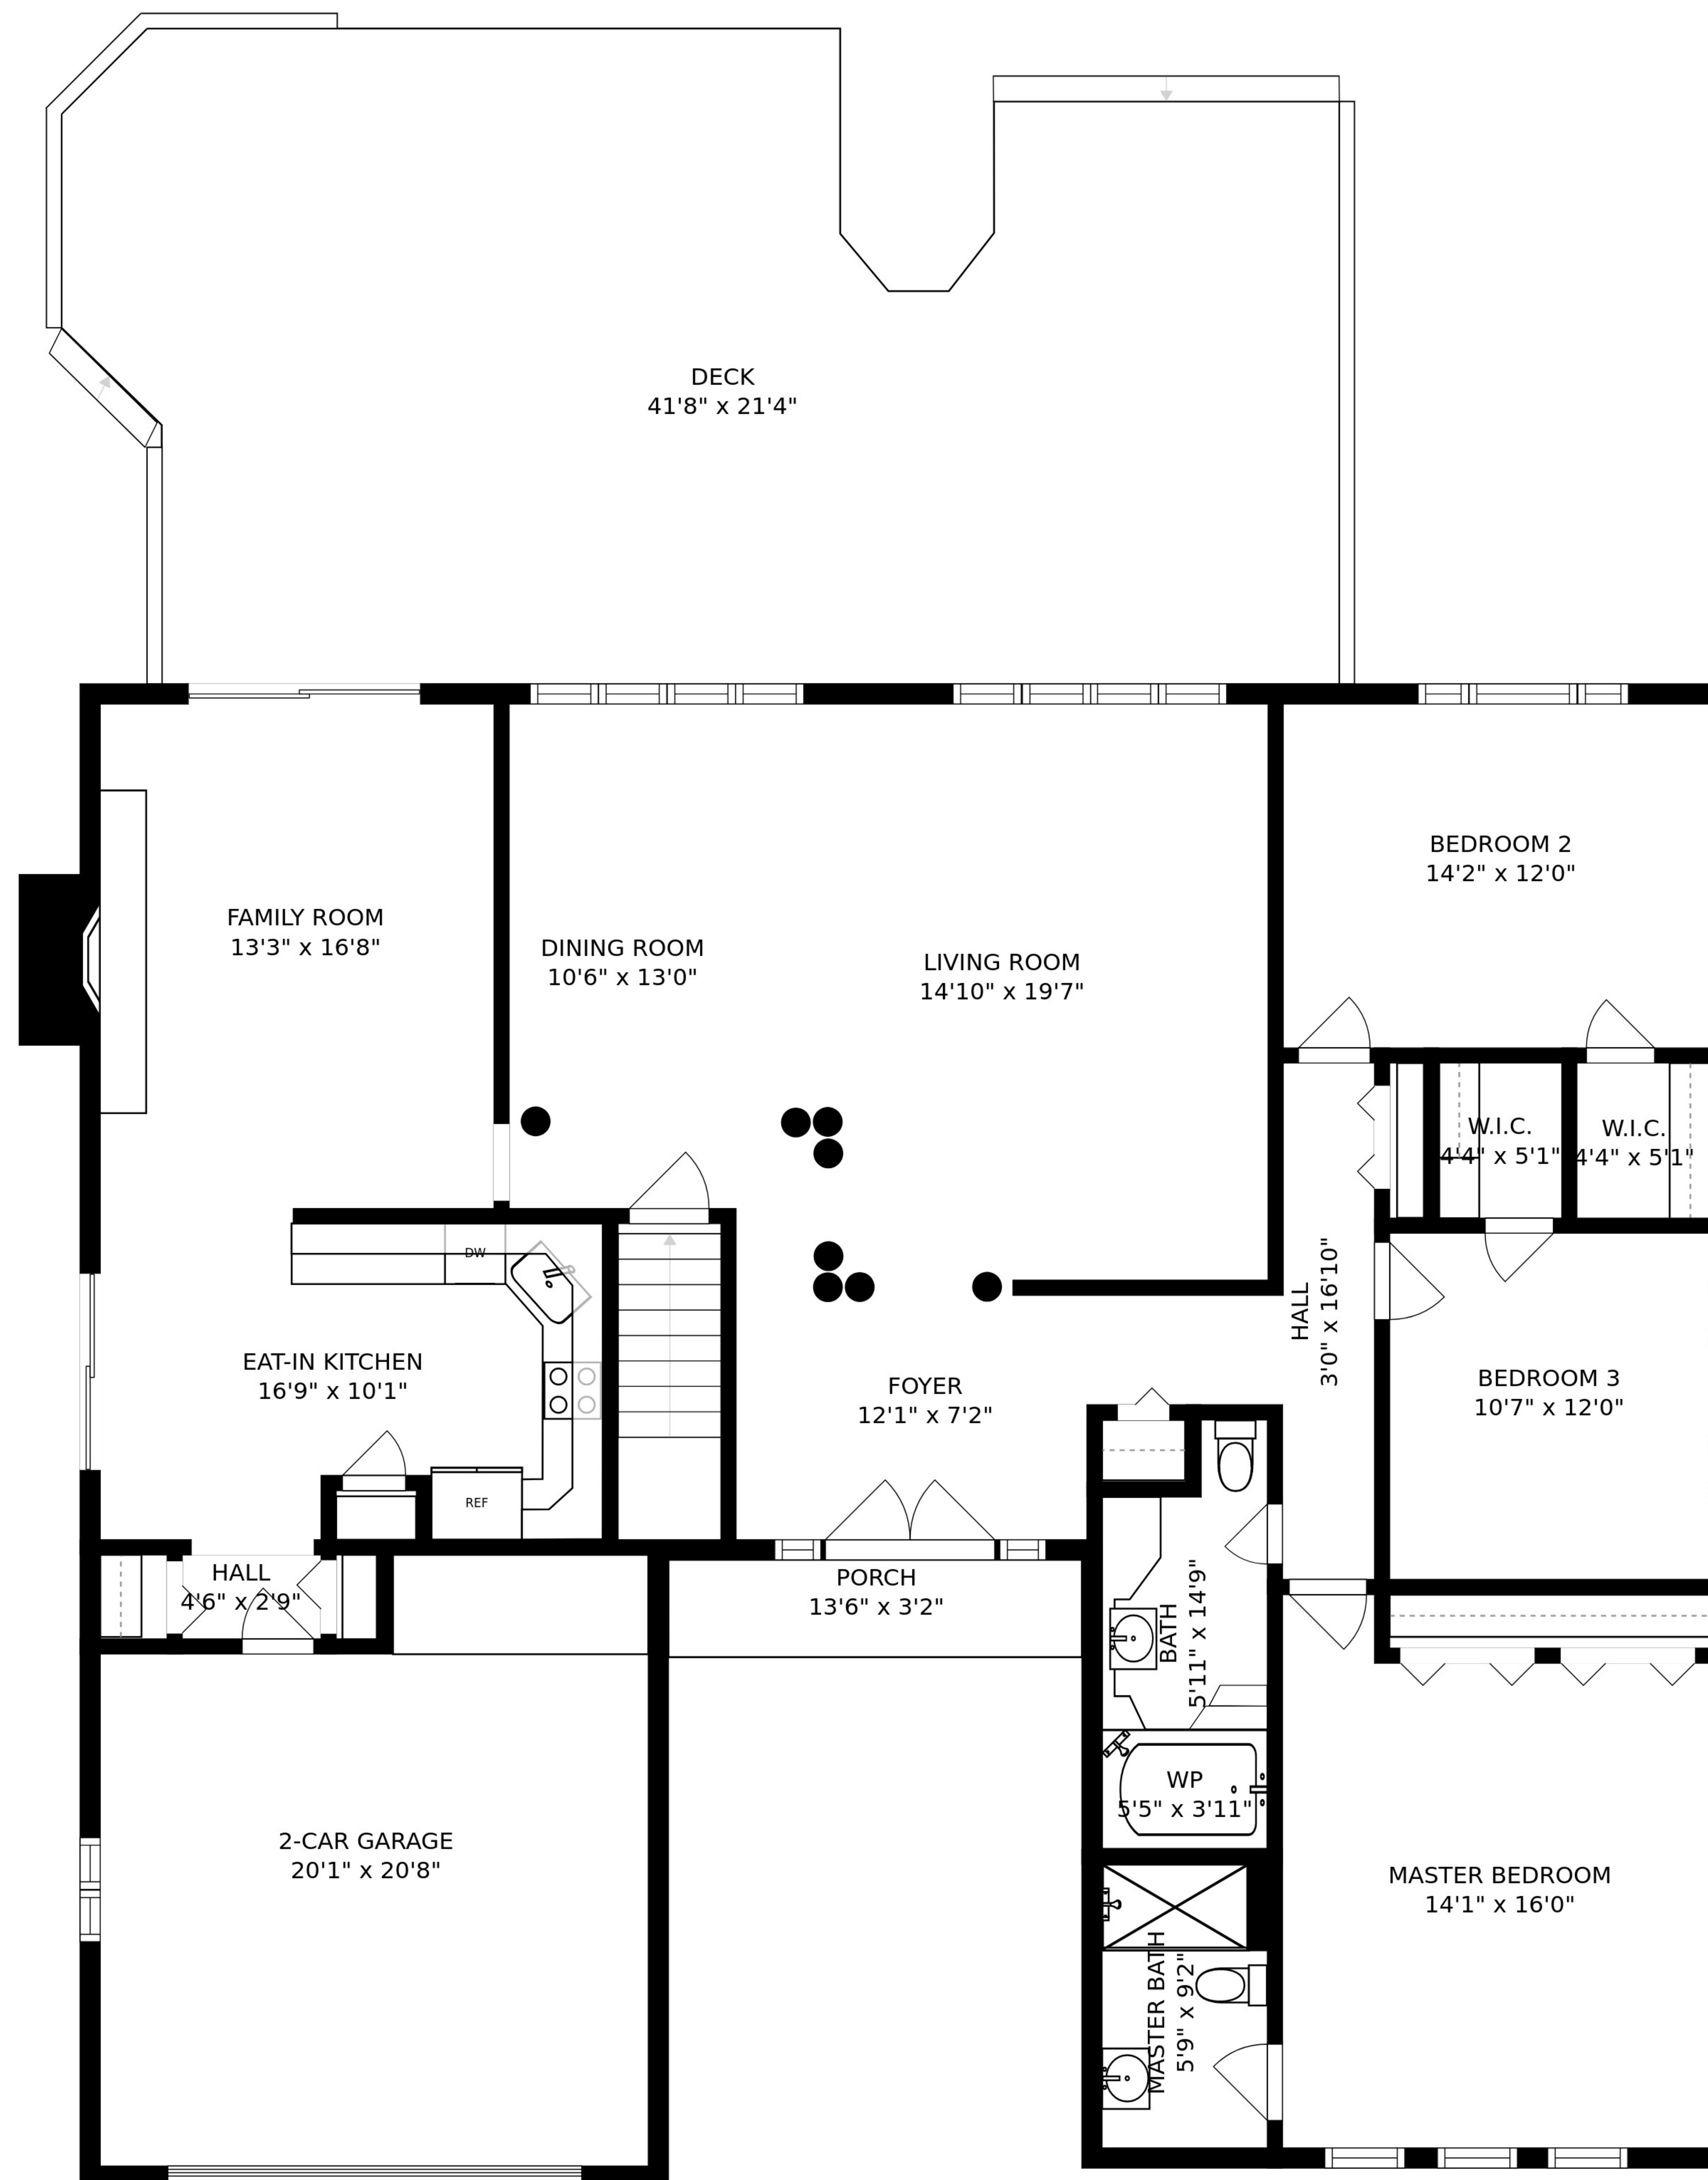 DECK
41'8" x 21'4"
BEDROOM 2
14'2" x 12'0"
FAMILY ROOM
13'3" x 16'8"
DINING ROOM
10'6" x 13'0"
LIVING ROOM
14'10" x 19'7"
W.I.C.
4'4" x 5'1"
W.I.C.
4'4" x 5'1"
DW
HALL
3'0" x 16'10"
EAT-IN KITCHEN
16'9" x 10'1"
FOYER
12'1" x 7'2"
BEDROOM 3
10'7" x 12'0"
REF
HALL
4'6" x 2'9"
PORCH
13'6" x 3'2"
BATH
5'11" x 14'9"
WP
5'5" x 3'11"
2-CAR GARAGE
20'1" x 20'8"
MASTER BEDROOM
14'1" x 16'0"
MASTER BATH
5'9" x 9'2"